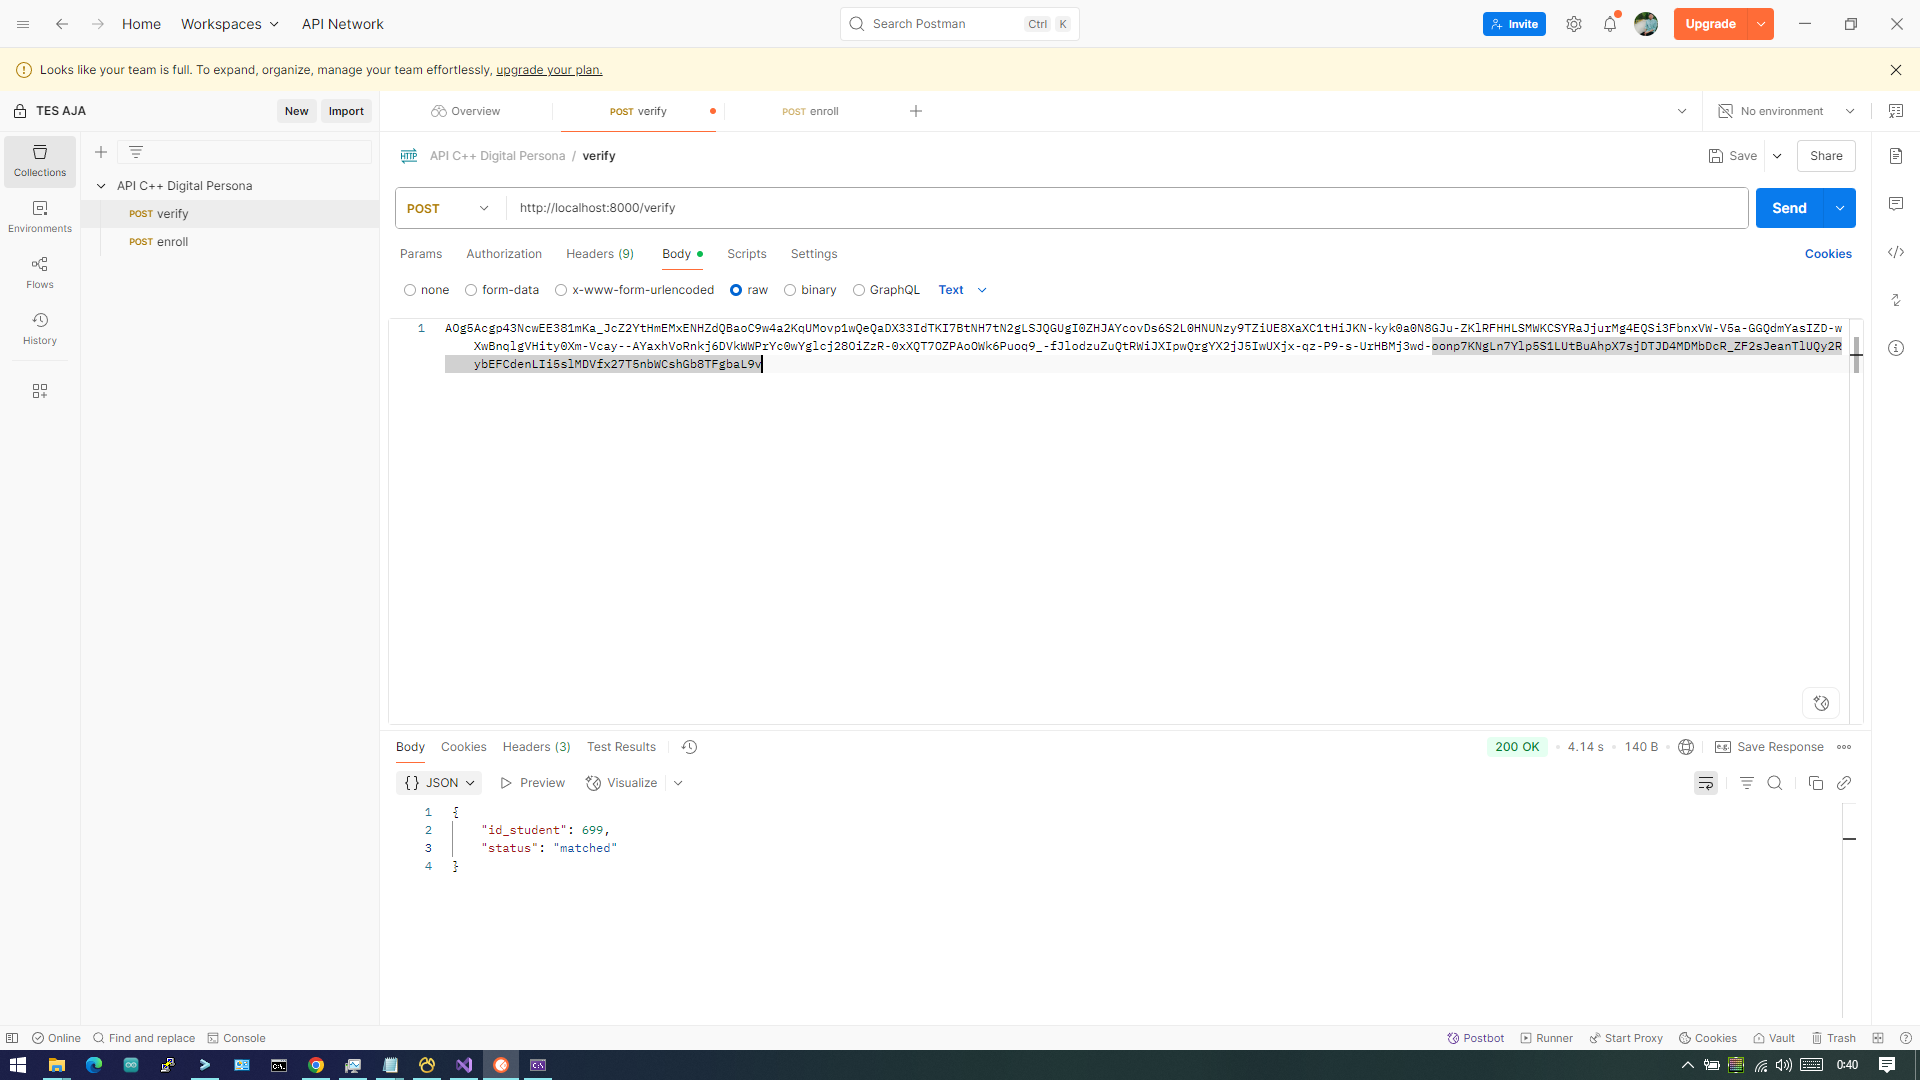 Home
Workspaces
API Network
Search Postman
Ctrl K
Invite
Upgrade
Looks like your team is full. To expand, organize, manage your team effortlessly, upgrade your plan.
TES AJA
New
Import
Overview
POST verify
POST enroll
No environment
Collections
Environments
Flows
History
API C++ Digital Persona
POST verify
POST enroll
HTTP
API C++ Digital Persona / verify
Save
Share
POST
http://localhost:8000/verify
Send
Params
Authorization
Headers (9)
Body
Scripts
Settings
Cookies
none
form-data
x-www-form-urlencoded
raw
binary
GraphQL
Text
1 AOg5Acgp43NcwEE381mKa_JcZ2YtHmEMxENHZdQBaoC9w4a2KqUMovp1wQeQaDX33IdTKI7BtNH7tN2gLSJQGUgI0ZHJAYcovDs6S2L0HNUNzy9TZiUE8XaXC1tHiJKN-kyk0a0N8GJu-ZKlRFHHLSMWKCSYRaJjurMg4EQSi3FbnxVW-V5a-GGQdmYasIZD-w
XwBnqlgVHity0Xm-Vcay--AYaxhVoRnkj6DVkWWPrYc0wYglcj28OiZzR-0xXQT7OZPAoOWk6Puoq9_-fJlodzuZuQtRWiJXIpwQrgYX2jJ5IwUXjx-qz-P9-s-UrHBMj3wd-oonp7KNgLn7Ylp5S1LUtBuAhpX7sjDTJD4MDMbDcR_ZF2sJeanTlUQy2R
ybEFCdenLIi5slMDVfx27T5nbWCshGb8TFgbaL9v
Body
Cookies
Headers (3)
Test Results
200 OK
4.14 s
140 B
e.g.
Save Response
{} JSON
Preview
Visualize
1 {
2 "id_student": 699,
3 "status": "matched"
4 }
Online
Find and replace
Console
Postbot
Runner
Start Proxy
Cookies
Vault
Trash
0:40